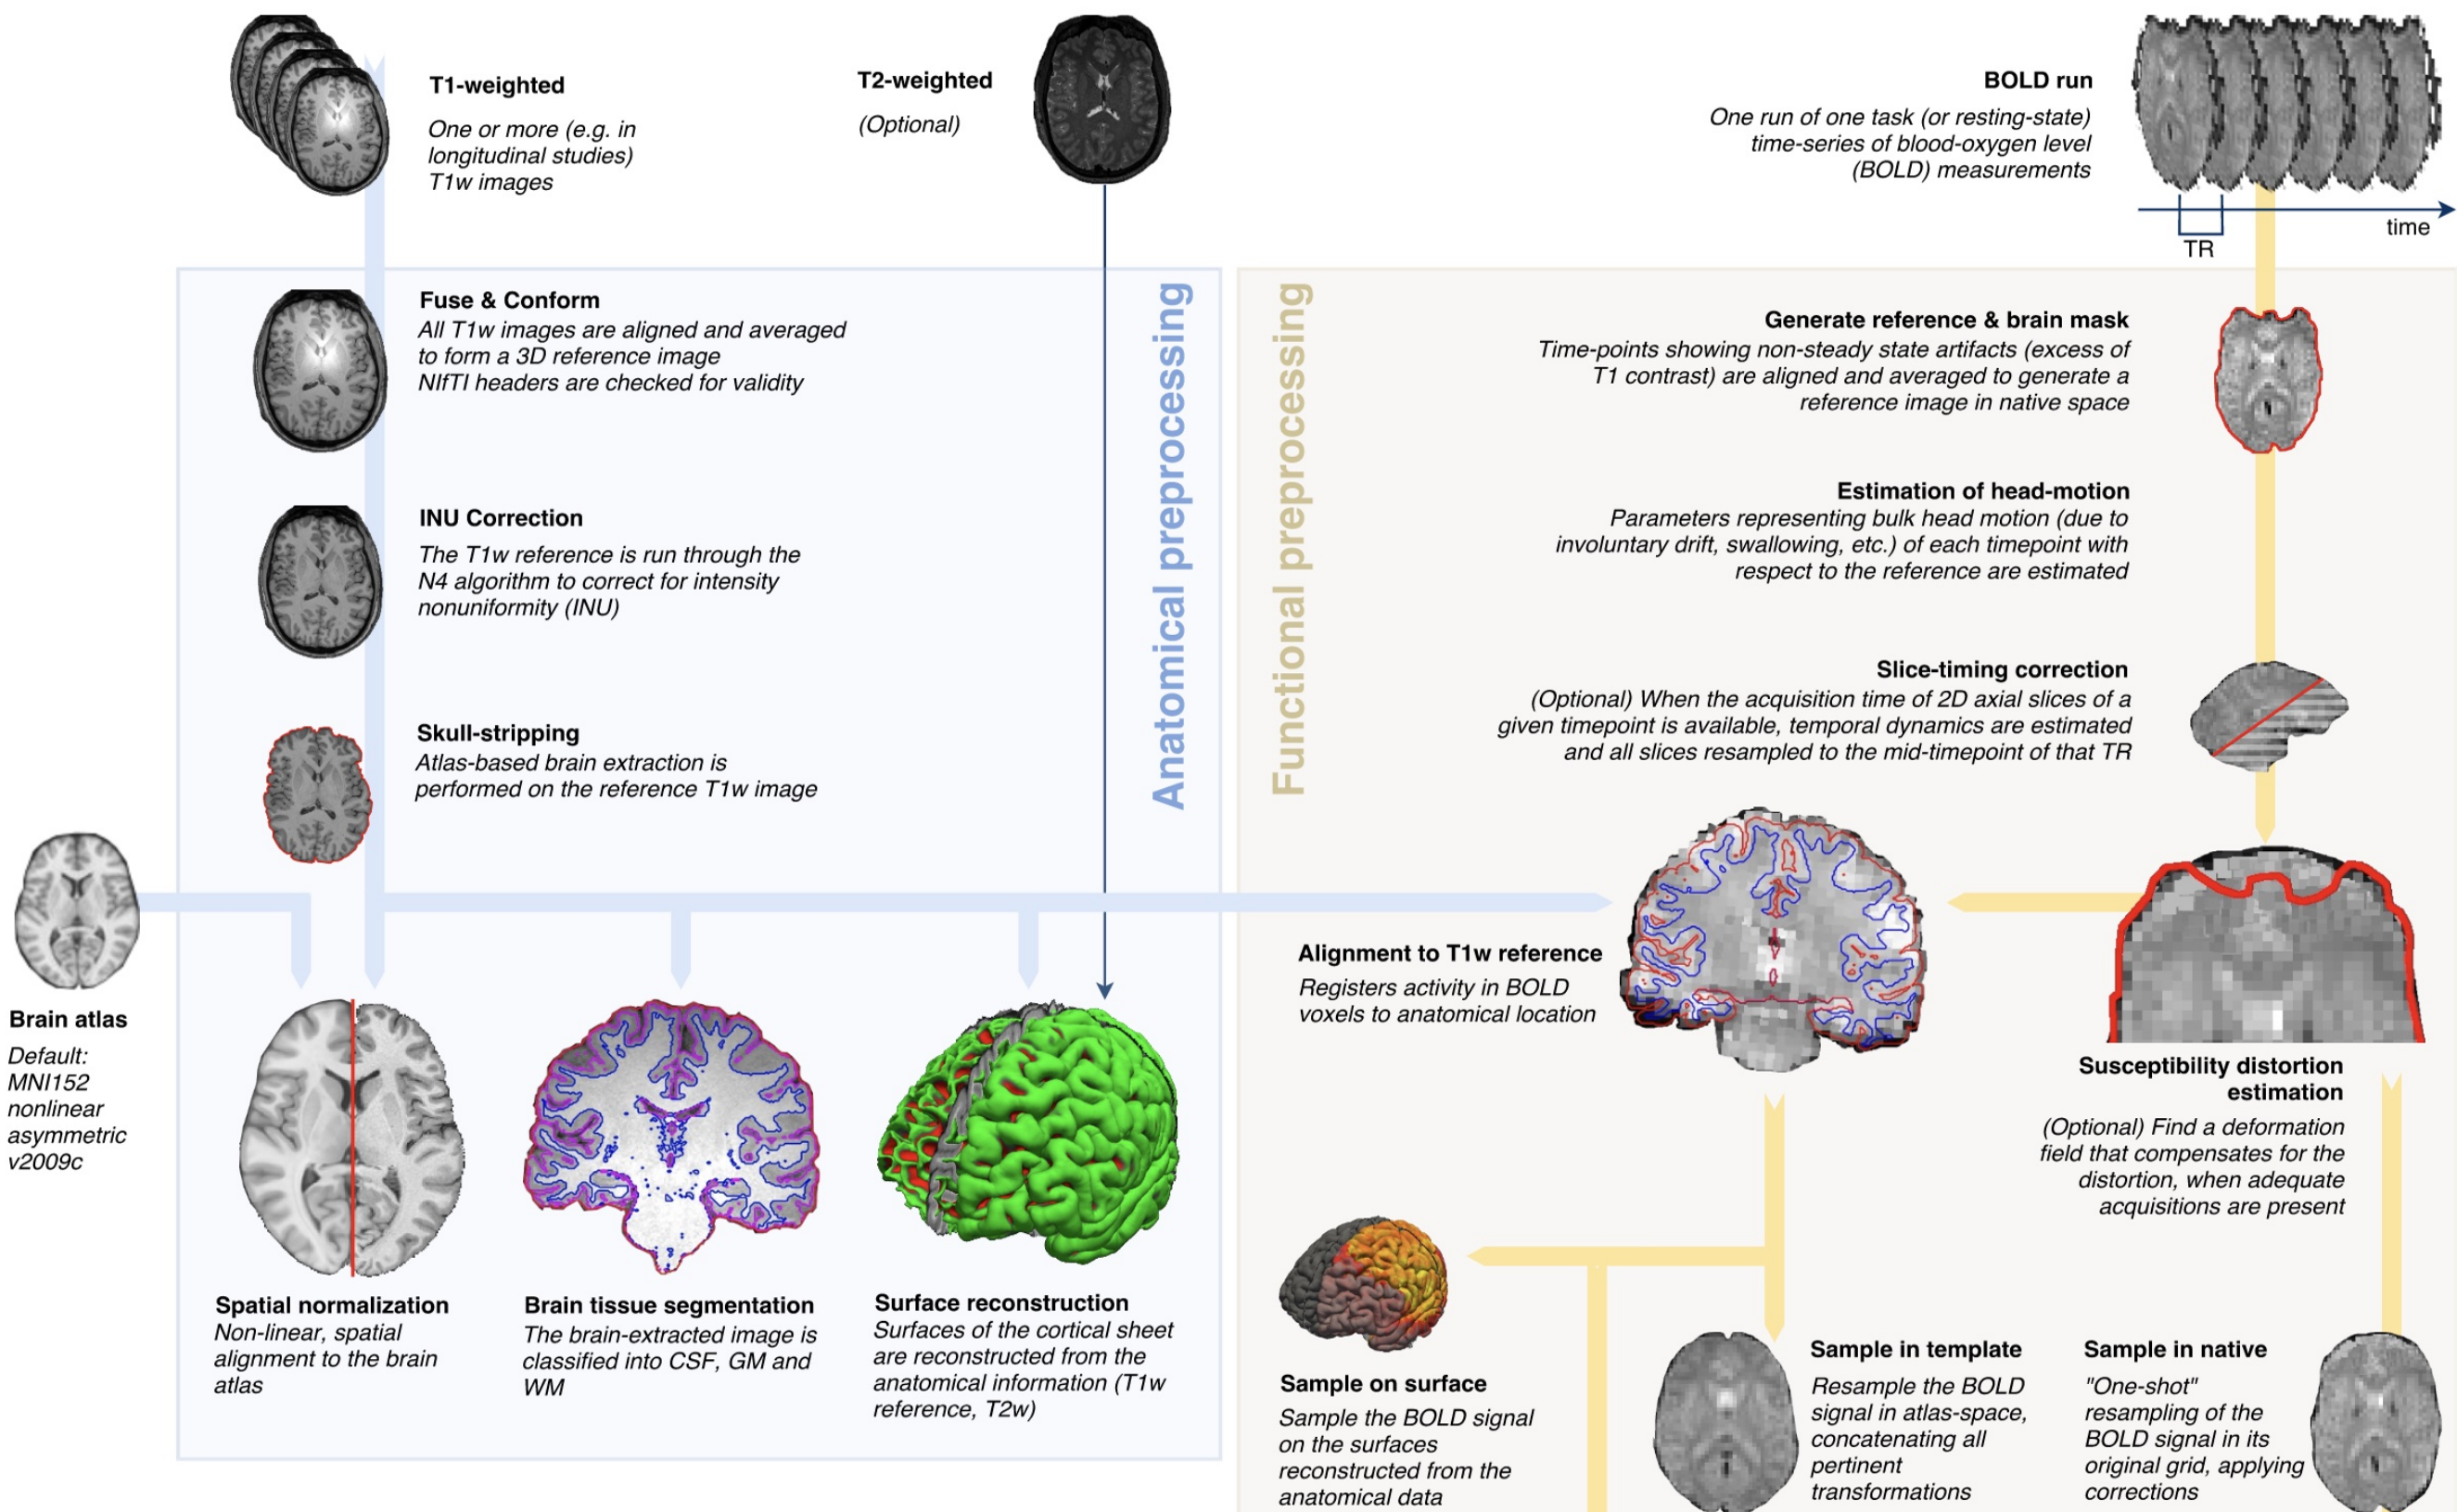 T1-weighted
One or more (e.g. in
longitudinal studies)
T1w images
T2-weighted
(Optional)
BOLD run
One run of one task (or resting-state)
time-series of blood-oxygen level
(BOLD) measurements
time
TR
Anatomical preprocessing
Fuse & Conform
All T1w images are aligned and averaged
to form a 3D reference image
NIfTI headers are checked for validity
INU Correction
The T1w reference is run through the
N4 algorithm to correct for intensity
nonuniformity (INU)
Skull-stripping
Atlas-based brain extraction is
performed on the reference T1w image
Brain atlas
Default:
MNI152
nonlinear
asymmetric
v2009c
Spatial normalization
Non-linear, spatial
alignment to the brain
atlas
Brain tissue segmentation
The brain-extracted image is
classified into CSF, GM and
WM
Surface reconstruction
Surfaces of the cortical sheet
are reconstructed from the
anatomical information (T1w
reference, T2w)
Functional preprocessing
Generate reference & brain mask
Time-points showing non-steady state artifacts (excess of
T1 contrast) are aligned and averaged to generate a
reference image in native space
Estimation of head-motion
Parameters representing bulk head motion (due to
involuntary drift, swallowing, etc.) of each timepoint with
respect to the reference are estimated
Slice-timing correction
(Optional) When the acquisition time of 2D axial slices of a
given timepoint is available, temporal dynamics are estimated
and all slices resampled to the mid-timepoint of that TR
Alignment to T1w reference
Registers activity in BOLD
voxels to anatomical location
Susceptibility distortion
estimation
(Optional) Find a deformation
field that compensates for the
distortion, when adequate
acquisitions are present
Sample on surface
Sample the BOLD signal
on the surfaces
reconstructed from the
anatomical data
Sample in template
Resample the BOLD
signal in atlas-space,
concatenating all
pertinent
transformations
Sample in native
"One-shot"
resampling of the
BOLD signal in its
original grid, applying
corrections